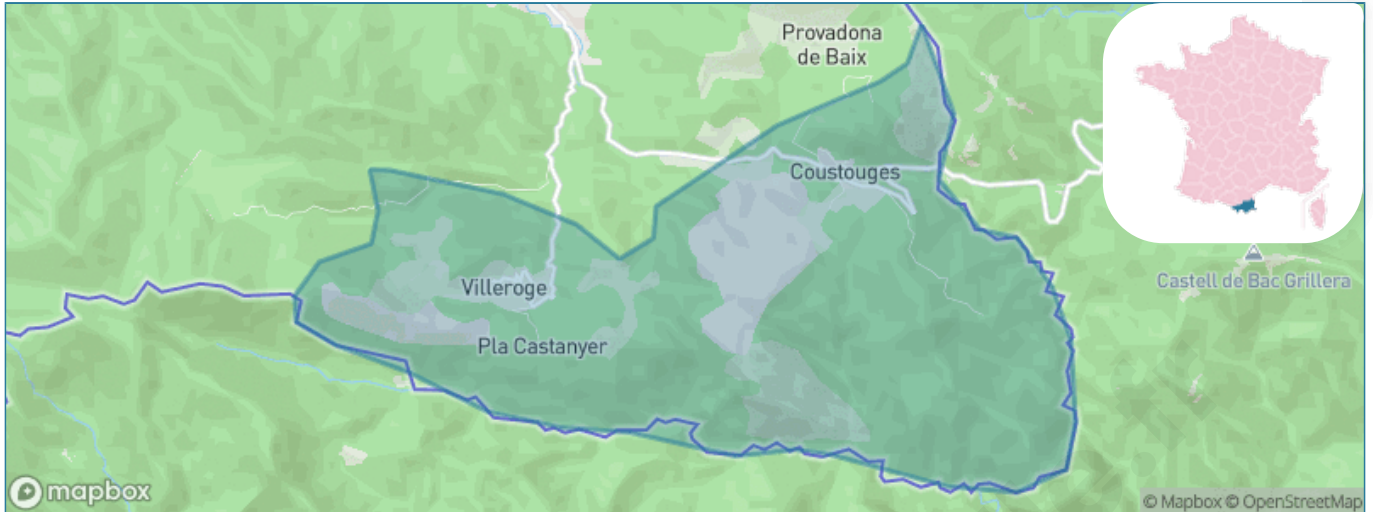 Provadona
de Baix
Coustouges
Castell de Bac Grillera
Villeroge
Pla Castanyer
mapbox
© Mapbox © OpenStreetMap